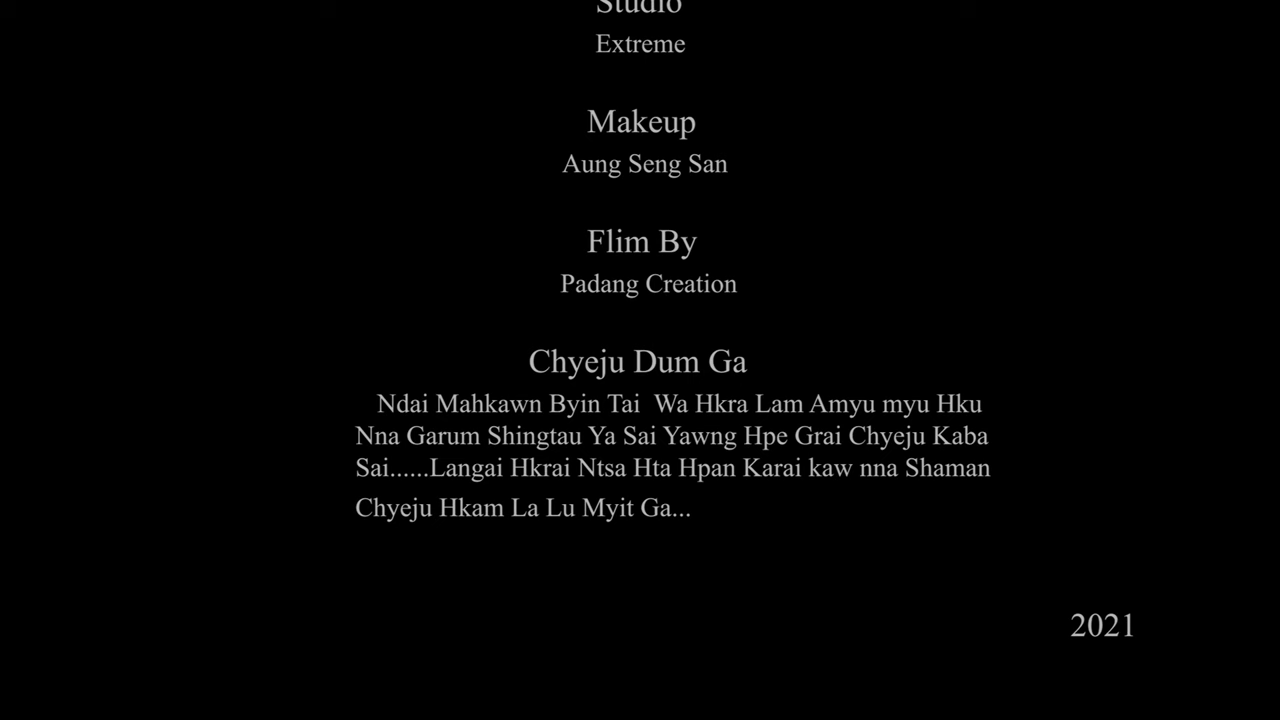 Studio
Extreme
Makeup
Aung Seng San
Flim By
Padang Creation
Chyeju Dum Ga
Ndai Mahkawn Byin Tai Wa Hkra Lam Amyu myu Hku
Nna Garum Shingtau Ya Sai Yawng Hpe Grai Chyeju Kaba
Sai......Langai Hkrai Ntsa Hta Hpan Karai kaw nna Shaman
Chyeju Hkam La Lu Myit Ga...
2021